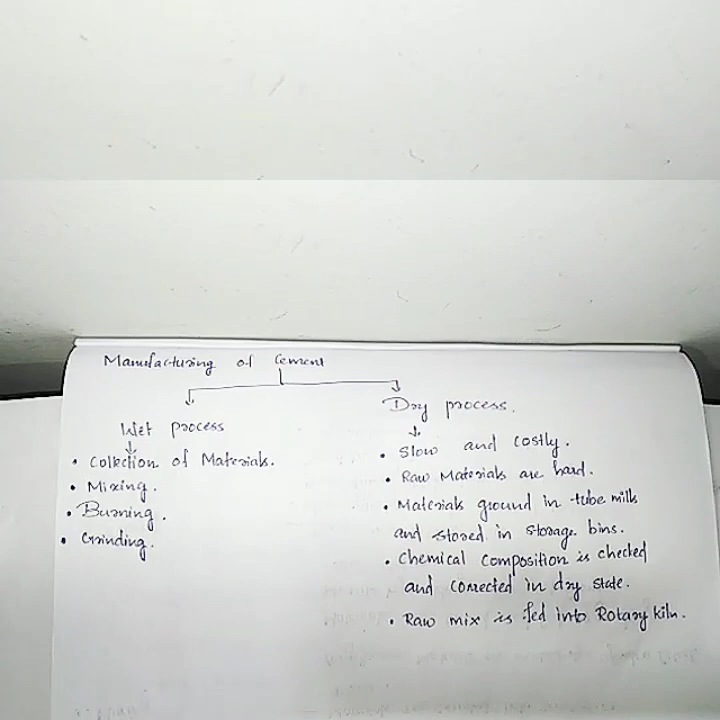 Manufacturing of Cement
Wet process
• Collection of Materials.
• Mixing.
• Burning.
• Grinding.
Dry process.
• Slow and costly.
• Raw Materials are hard.
• Materials ground in tube mills
and stored in storage bins.
• Chemical composition is checked
and corrected in dry state.
• Raw mix is fed into Rotary kiln.